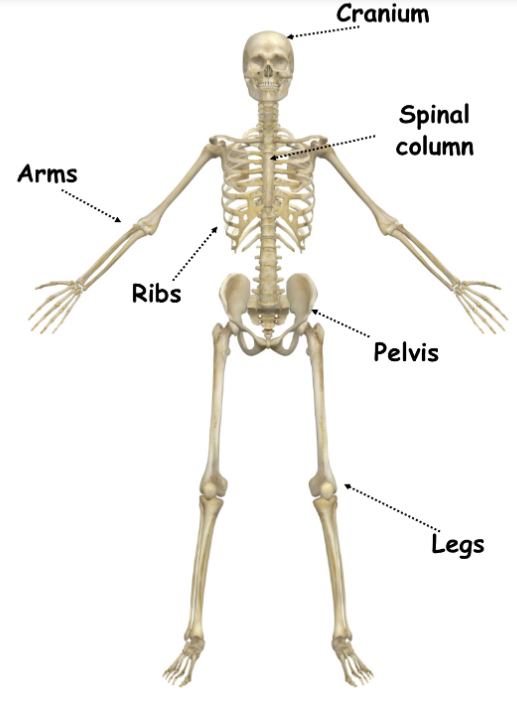 Cranium
Spinal
column
Arms
Ribs
Pelvis
Legs